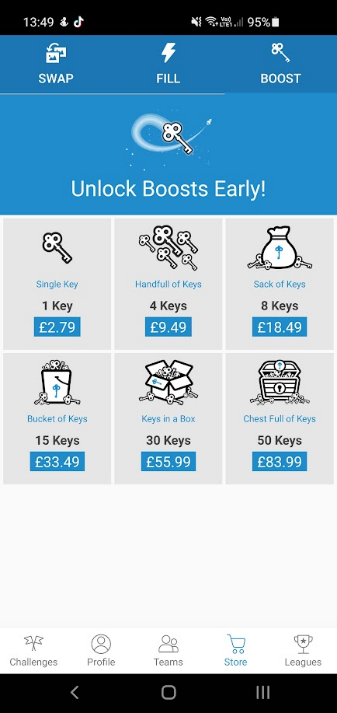 13:49
95%
SWAP
FILL
BOOST
Unlock Boosts Early!
Single Key
1 Key
£2.79
Handfull of Keys
4 Keys
£9.49
Sack of Keys
8 Keys
£18.49
Bucket of Keys
15 Keys
£33.49
Keys in a Box
30 Keys
£55.99
Chest Full of Keys
50 Keys
£83.99
Challenges
Profile
Teams
Store
Leagues